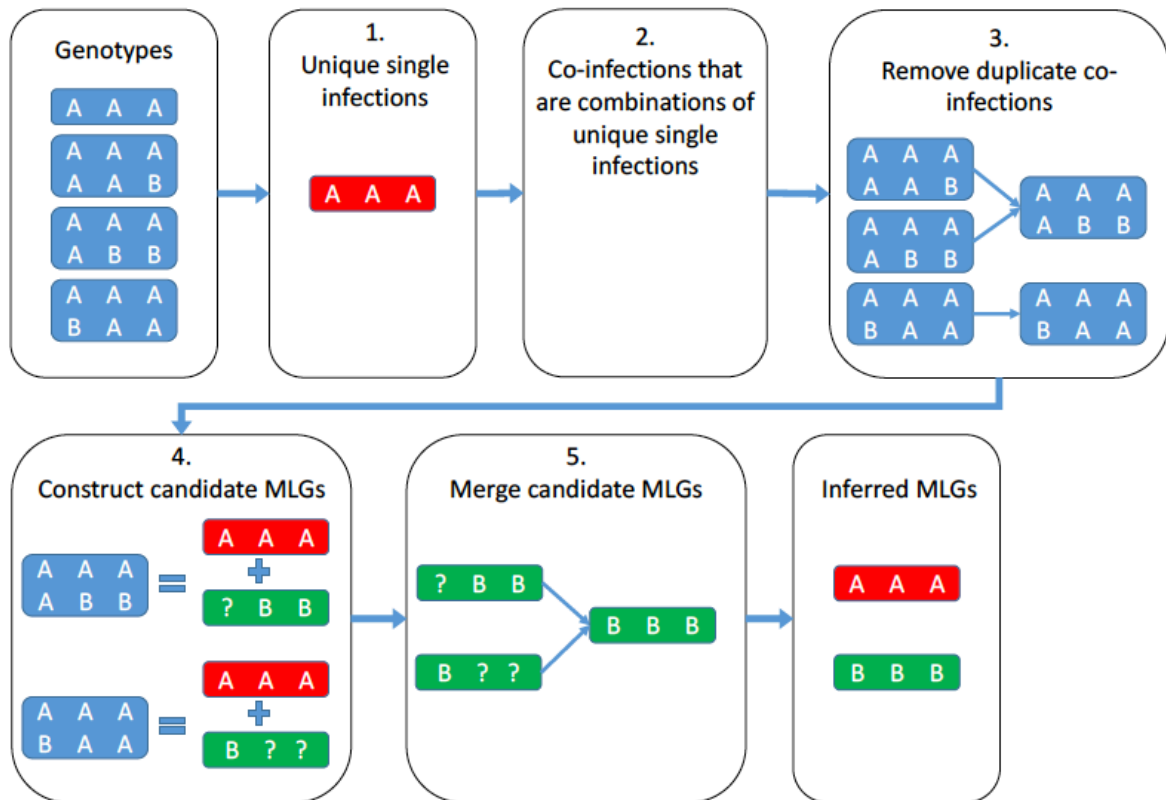 Genotypes
A A A
A A A
A A B
A A A
A B B
A A A
B A A
1.
Unique single
infections
A A A
2.
Co-infections that
are combinations of
unique single
infections
3.
Remove duplicate co-
infections
A A A
A A B
A A A
A B B
A A A
B A A
A A A
A B B
A A A
B A A
4.
Construct candidate MLGs
A A A
A B B
=
A A A
+
? B B
A A A
B A A
=
A A A
+
B ? ?
5.
Merge candidate MLGs
? B B
B ? ?
B B B
Inferred MLGs
A A A
B B B